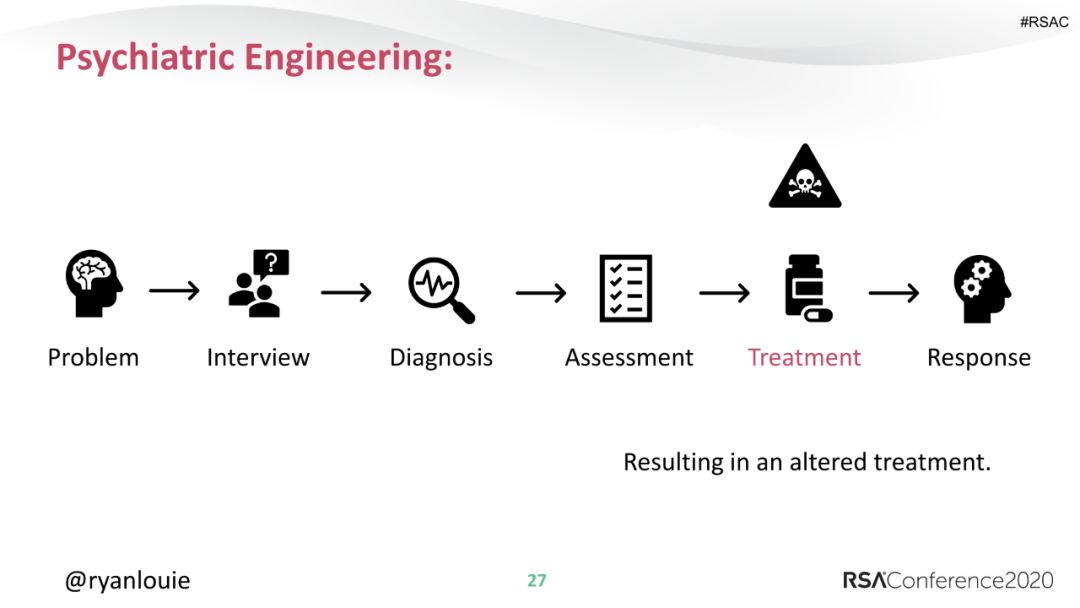 #RSAC
Psychiatric Engineering:
?
Problem
Interview
Diagnosis
Assessment
Treatment
Response
Resulting in an altered treatment.
@ryanlouie
27
RSAConference2020